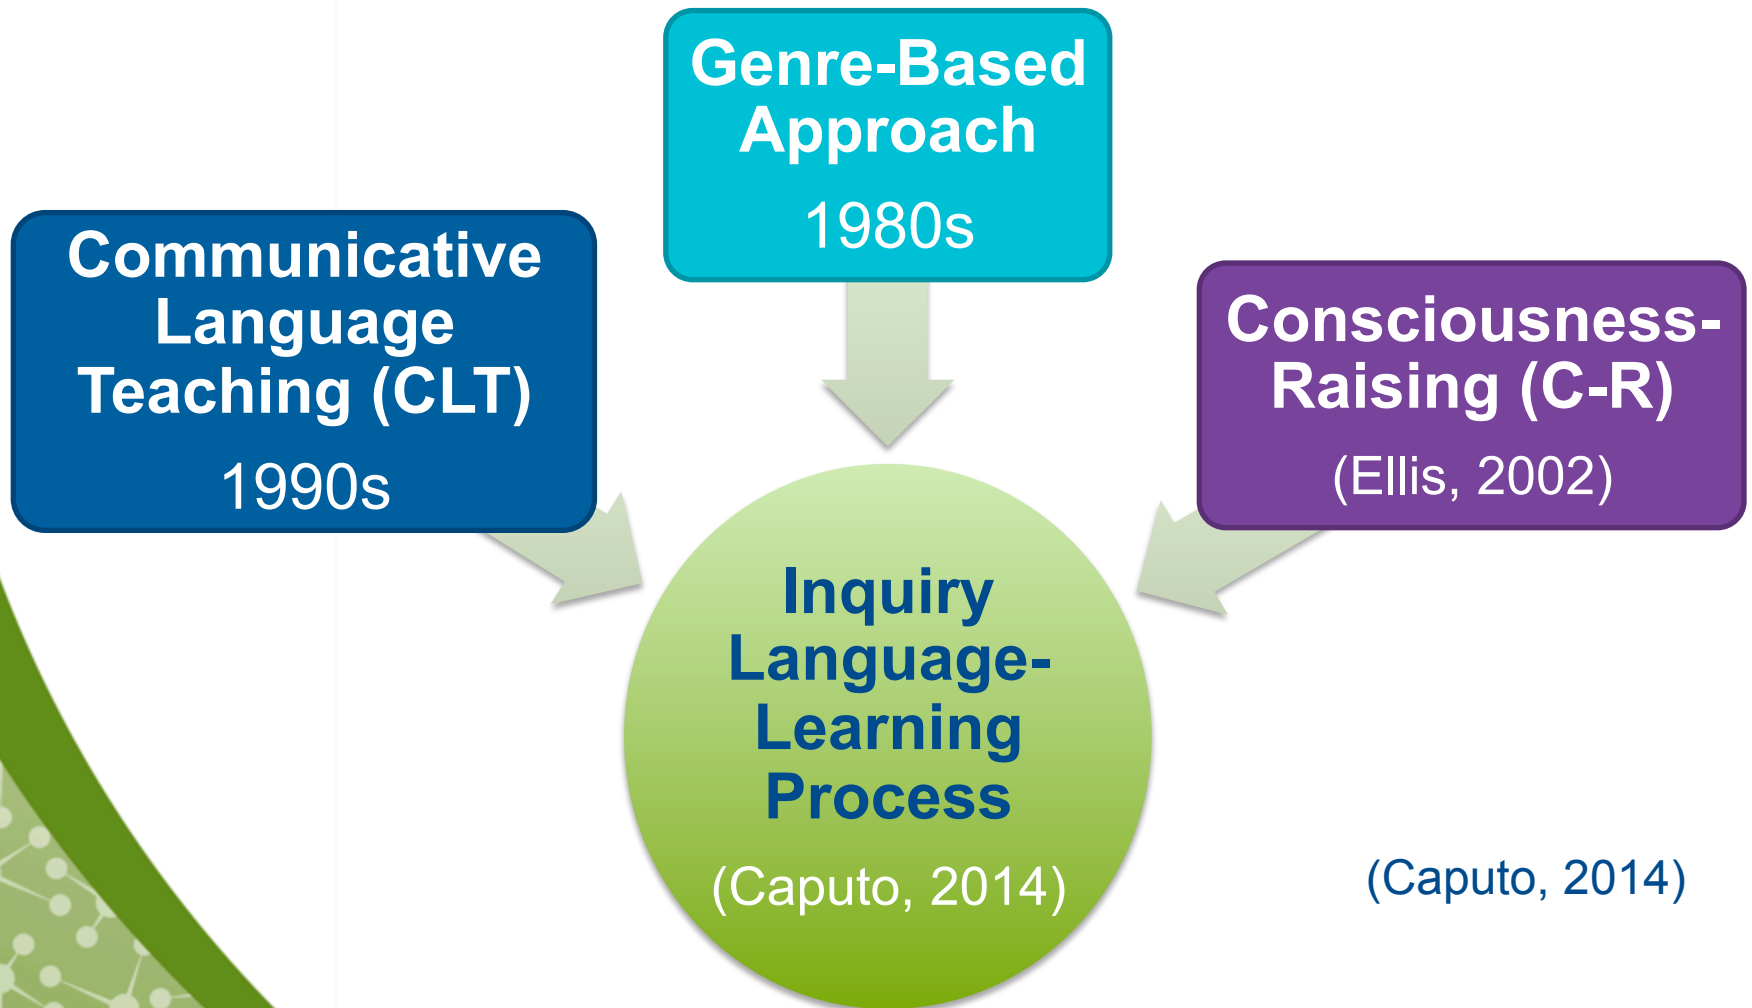 Genre-Based
Approach
1980s
Communicative
Language
Teaching (CLT)
1990s
Consciousness-
Raising (C-R)
(Ellis, 2002)
Inquiry
Language-
Learning
Process
(Caputo, 2014)
(Caputo, 2014)